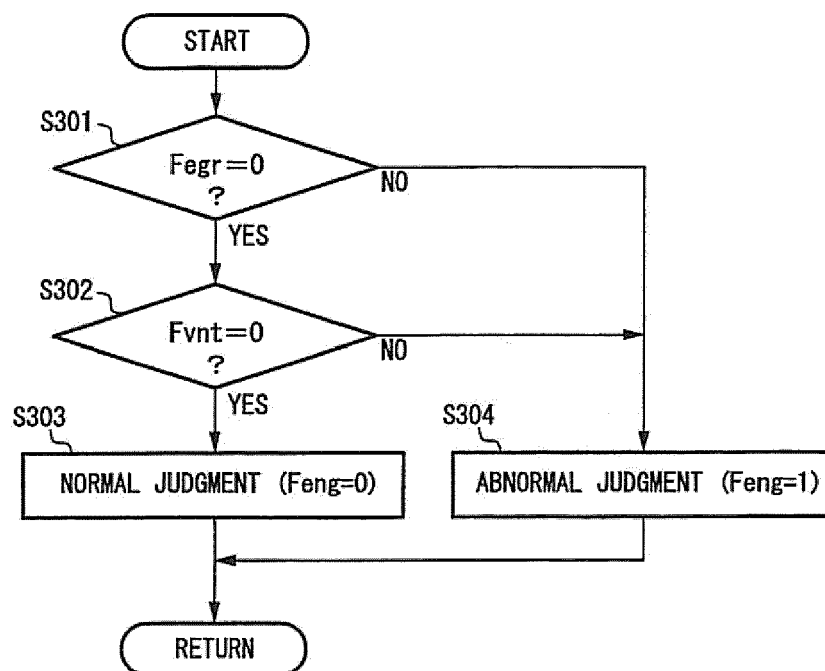 START
S301
Fegr=0
?
NO
YES
S302
Fvnt=0
?
NO
YES
S303
NORMAL JUDGMENT (Feng=0)
S304
ABNORMAL JUDGMENT (Feng=1)
RETURN